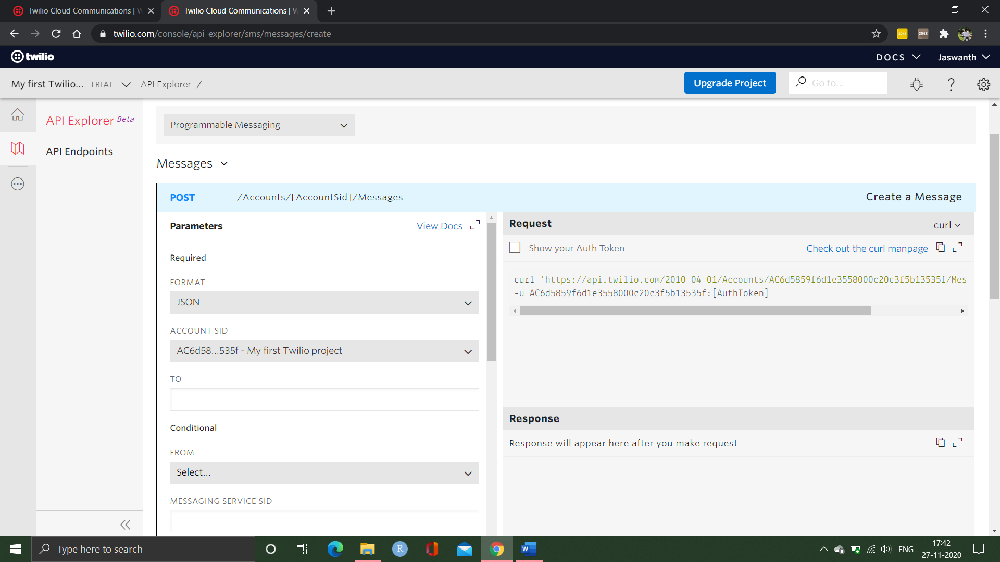 Twilio Cloud Communications | W
Twilio Cloud Communications | W
twilio.com/console/api-explorer/sms/messages/create
2048
2048
twilio
DOCS
Jaswanth
My first Twilio... TRIAL
API Explorer /
Upgrade Project
Go to...
API Explorer Beta
API Endpoints
Programmable Messaging
Messages
POST
/Accounts/[AccountSid]/Messages
Create a Message
Parameters
View Docs
Required
FORMAT
JSON
ACCOUNT SID
AC6d58...535f - My first Twilio project
TO
Conditional
FROM
Select...
MESSAGING SERVICE SID
Request
curl
Show your Auth Token
Check out the curl manpage
curl 'https://api.twilio.com/2010-04-01/Accounts/AC6d5859f6d1e3558000c20c3f5b13535f/Mes
-u AC6d5859f6d1e3558000c20c3f5b13535f:[AuthToken]
Response
Response will appear here after you make request
Type here to search
R
W
ENG
17:42
27-11-2020